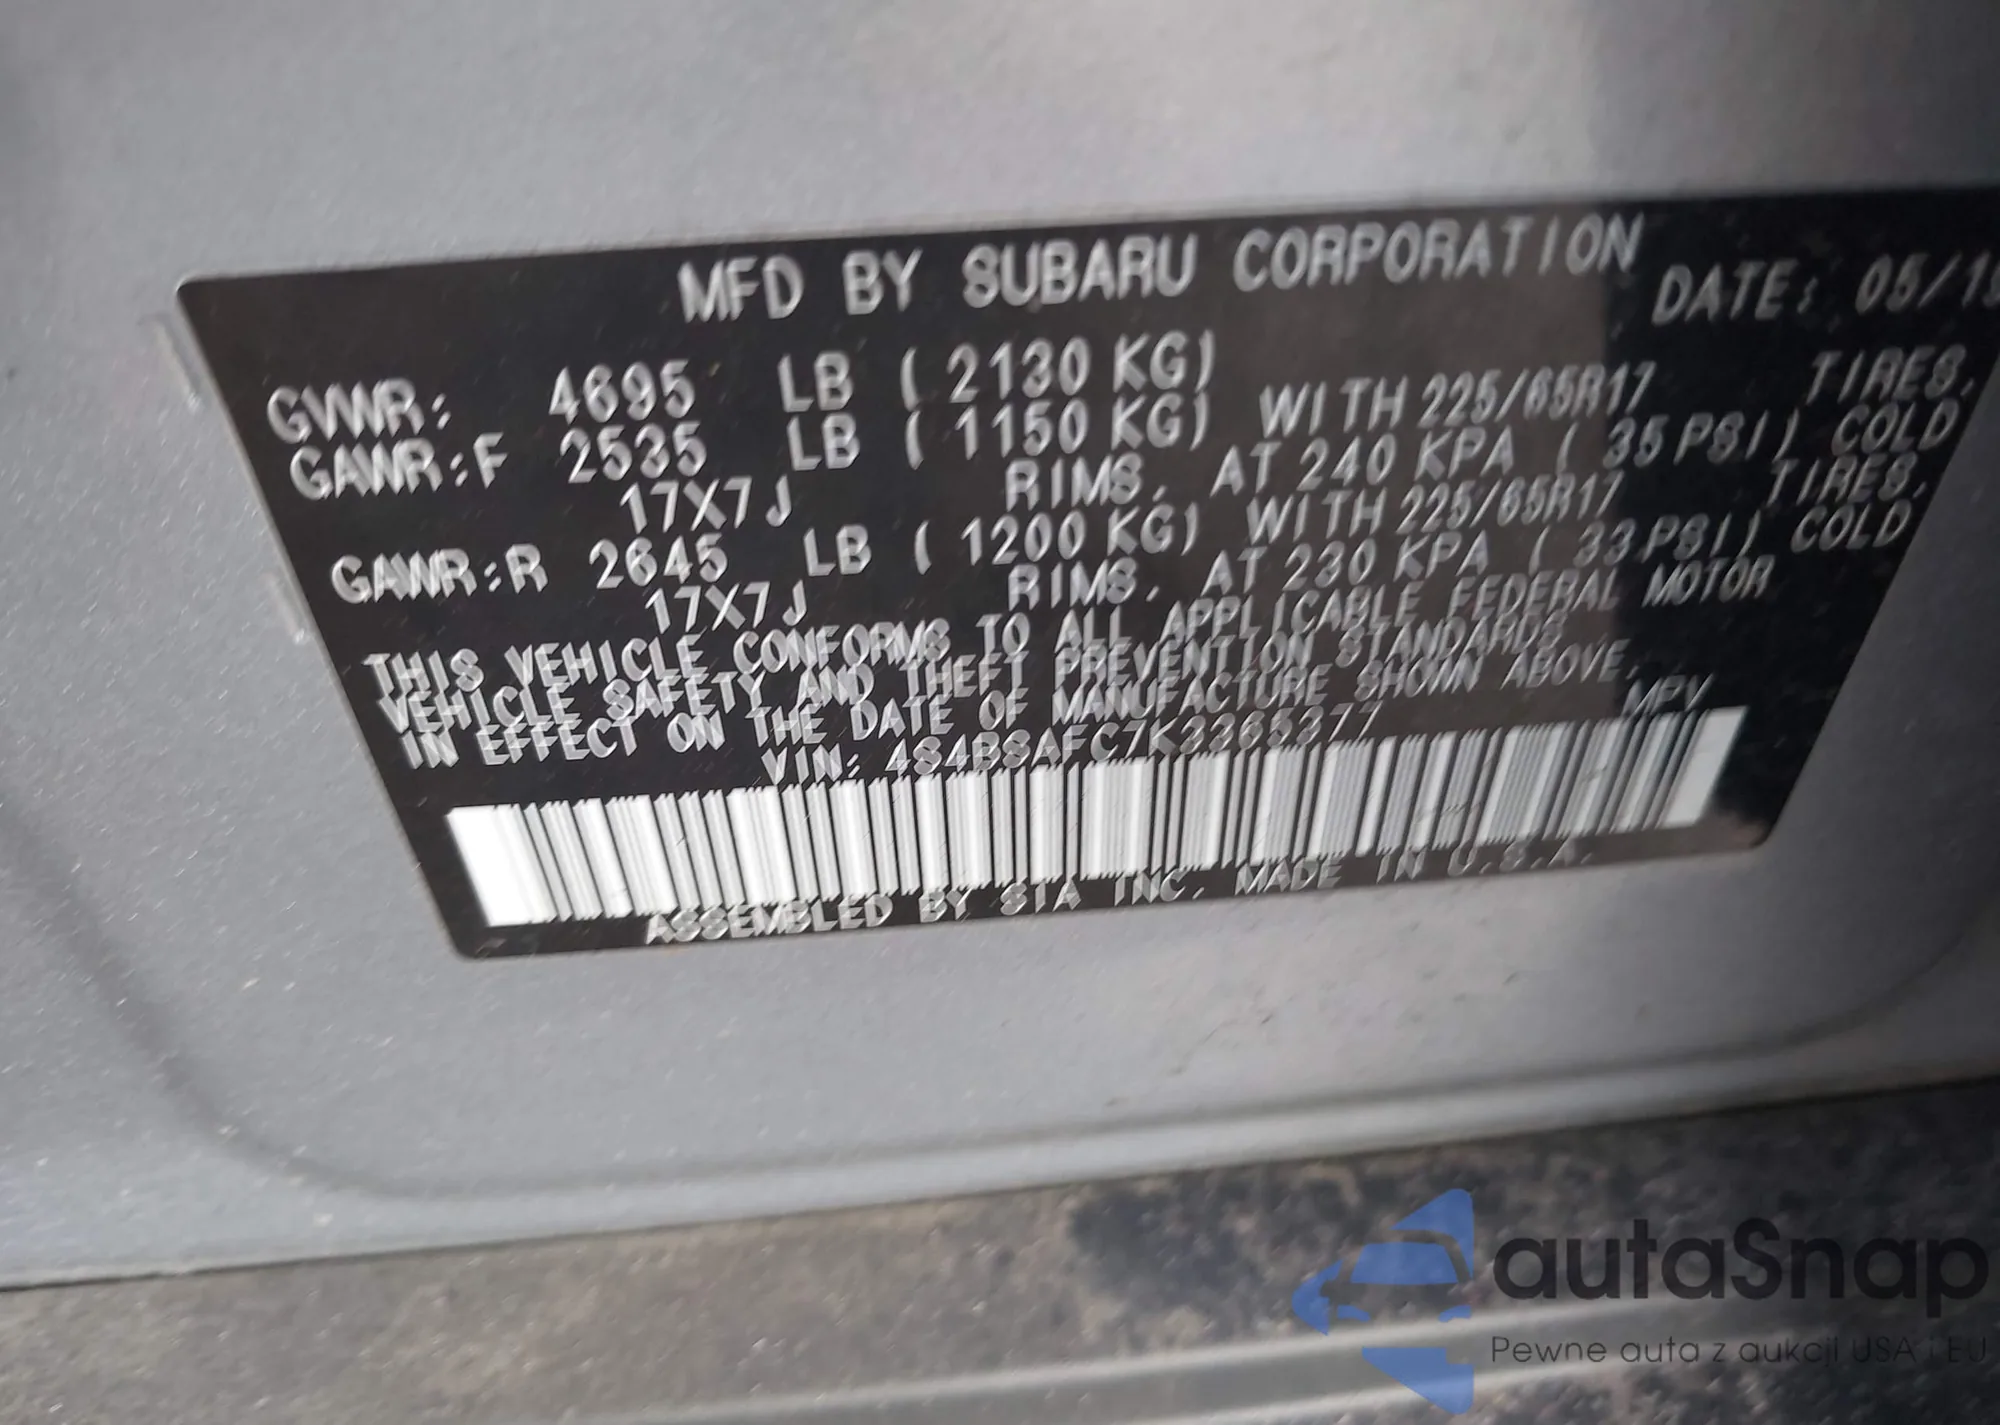 MFD BY SUBARU CORPORATION
DATE: 05/19
GVWR: 4695 LB ( 2130 KG)
GAWR:F 2535 LB ( 1150 KG) WITH 225/65R17 TIRES,
17X7J RIMS, AT 240 KPA ( 35 PSI) COLD
GAWR:R 2645 LB ( 1200 KG) WITH 225/65R17 TIRES,
17X7J RIMS, AT 230 KPA ( 33 PSI) COLD
THIS VEHICLE CONFORMS TO ALL APPLICABLE FEDERAL MOTOR
VEHICLE SAFETY AND THEFT PREVENTION STANDARDS
IN EFFECT ON THE DATE OF MANUFACTURE SHOWN ABOVE.
VIN: 4S4BSAFC7K3365377 MPV
ASSEMBLED BY SIA INC. MADE IN U.S.A.
autaSnap
Pewne auta z aukcji USA i EU